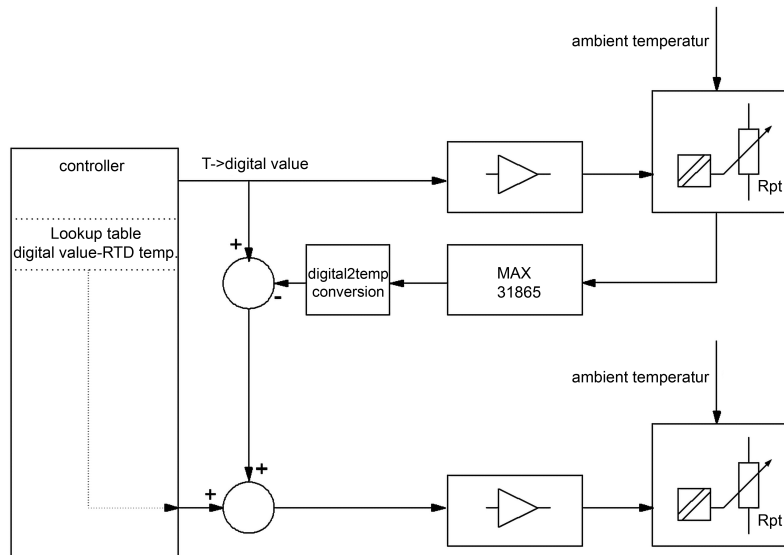 ambient temperatur
controller
T->digital value
Rpt
Lookup table
digital value-RTD temp.
+
-
digital2temp
conversion
MAX
31865
ambient temperatur
+
+
Rpt